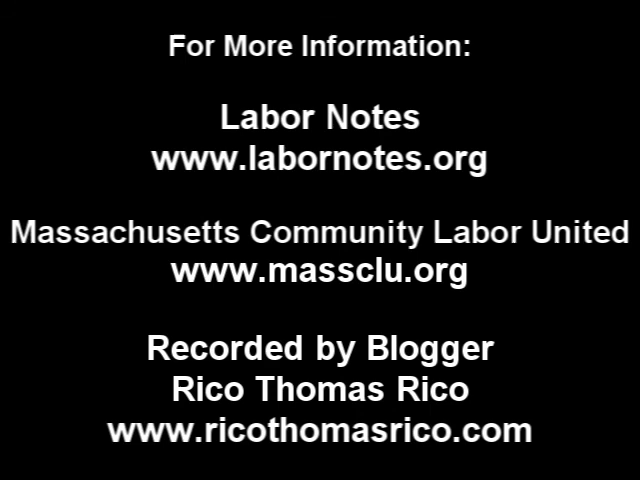 For More Information:
Labor Notes
www.labornotes.org
Massachusetts Community Labor United
www.massclu.org
Recorded by Blogger
Rico Thomas Rico
www.ricothomasrico.com